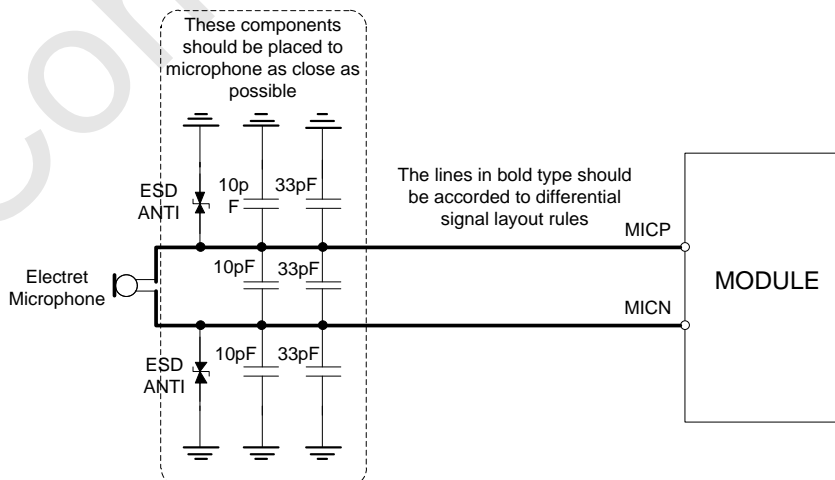 These components
should be placed to
microphone as close as
possible
ESD
ANTI
10p
F
33pF
The lines in bold type should
be accorded to differential
signal layout rules
MICP
Electret
Microphone
10pF
33pF
MODULE
MICN
ESD
ANTI
10pF
33pF